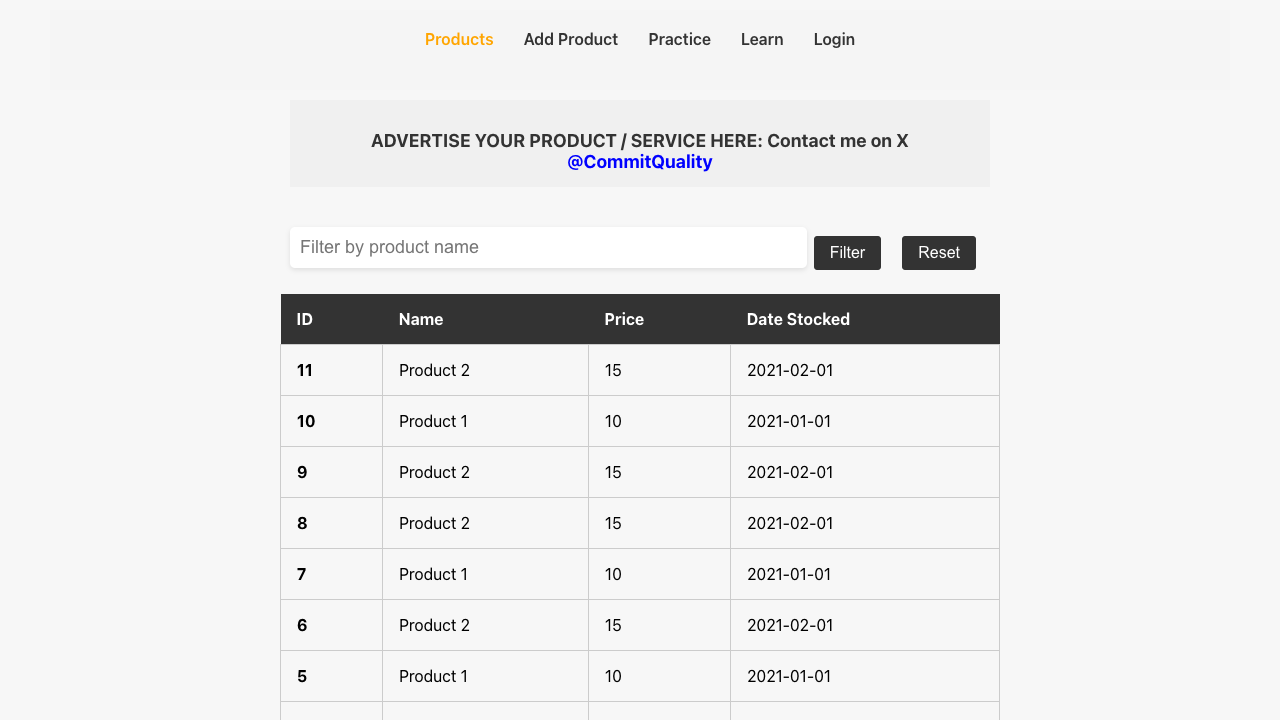 Products Add Product Practice Learn Login
ADVERTISE YOUR PRODUCT / SERVICE HERE: Contact me on X
@CommitQuality
Filter by product name Filter Reset
ID Name Price Date Stocked
11 Product 2 15 2021-02-01
10 Product 1 10 2021-01-01
9 Product 2 15 2021-02-01
8 Product 2 15 2021-02-01
7 Product 1 10 2021-01-01
6 Product 2 15 2021-02-01
5 Product 1 10 2021-01-01